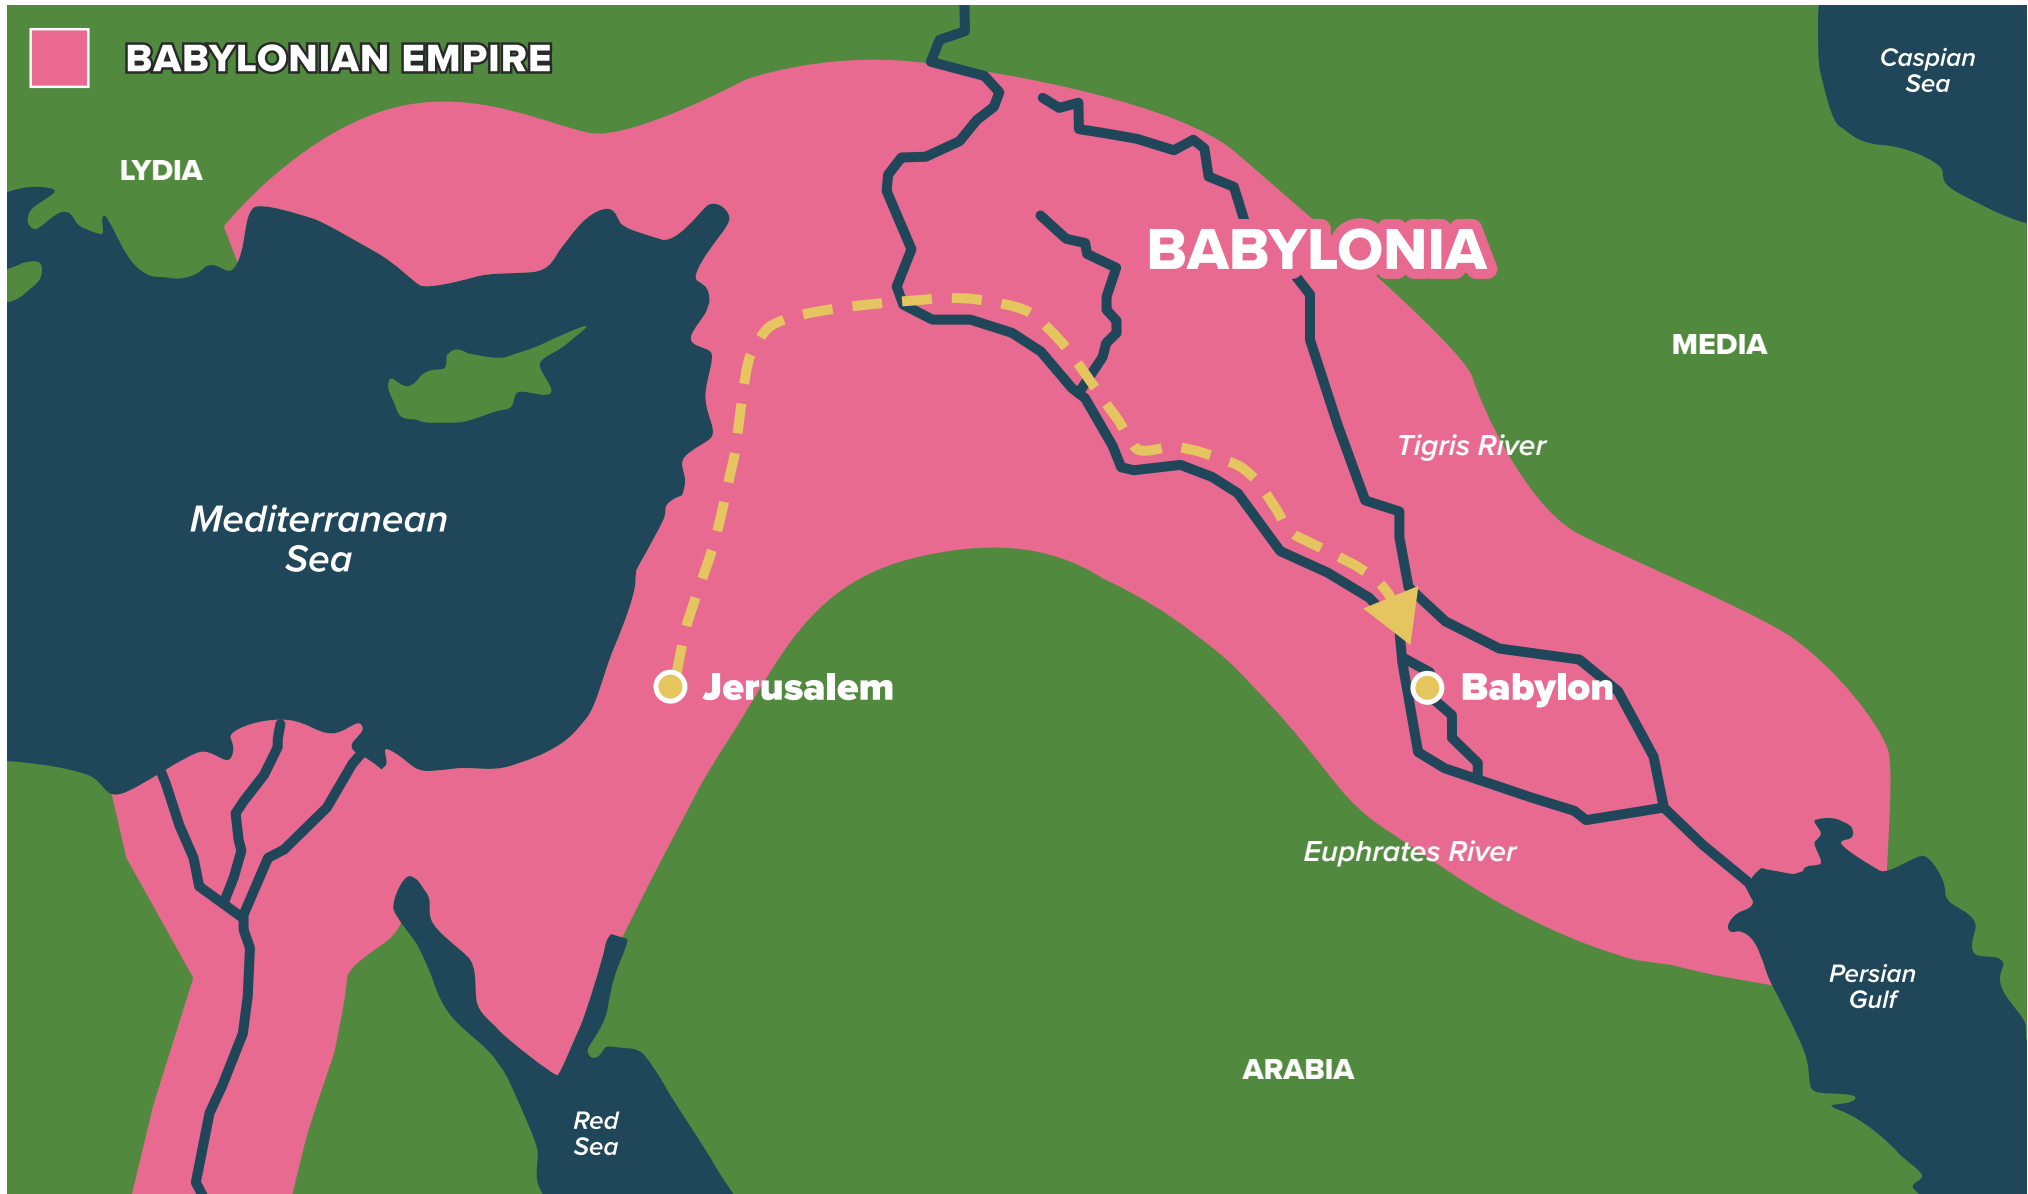 BABYLONIAN EMPIRE
Caspian
Sea
LYDIA
BABYLONIA
MEDIA
Tigris River
Mediterranean
Sea
Jerusalem
Babylon
Euphrates River
Persian
Gulf
ARABIA
Red
Sea